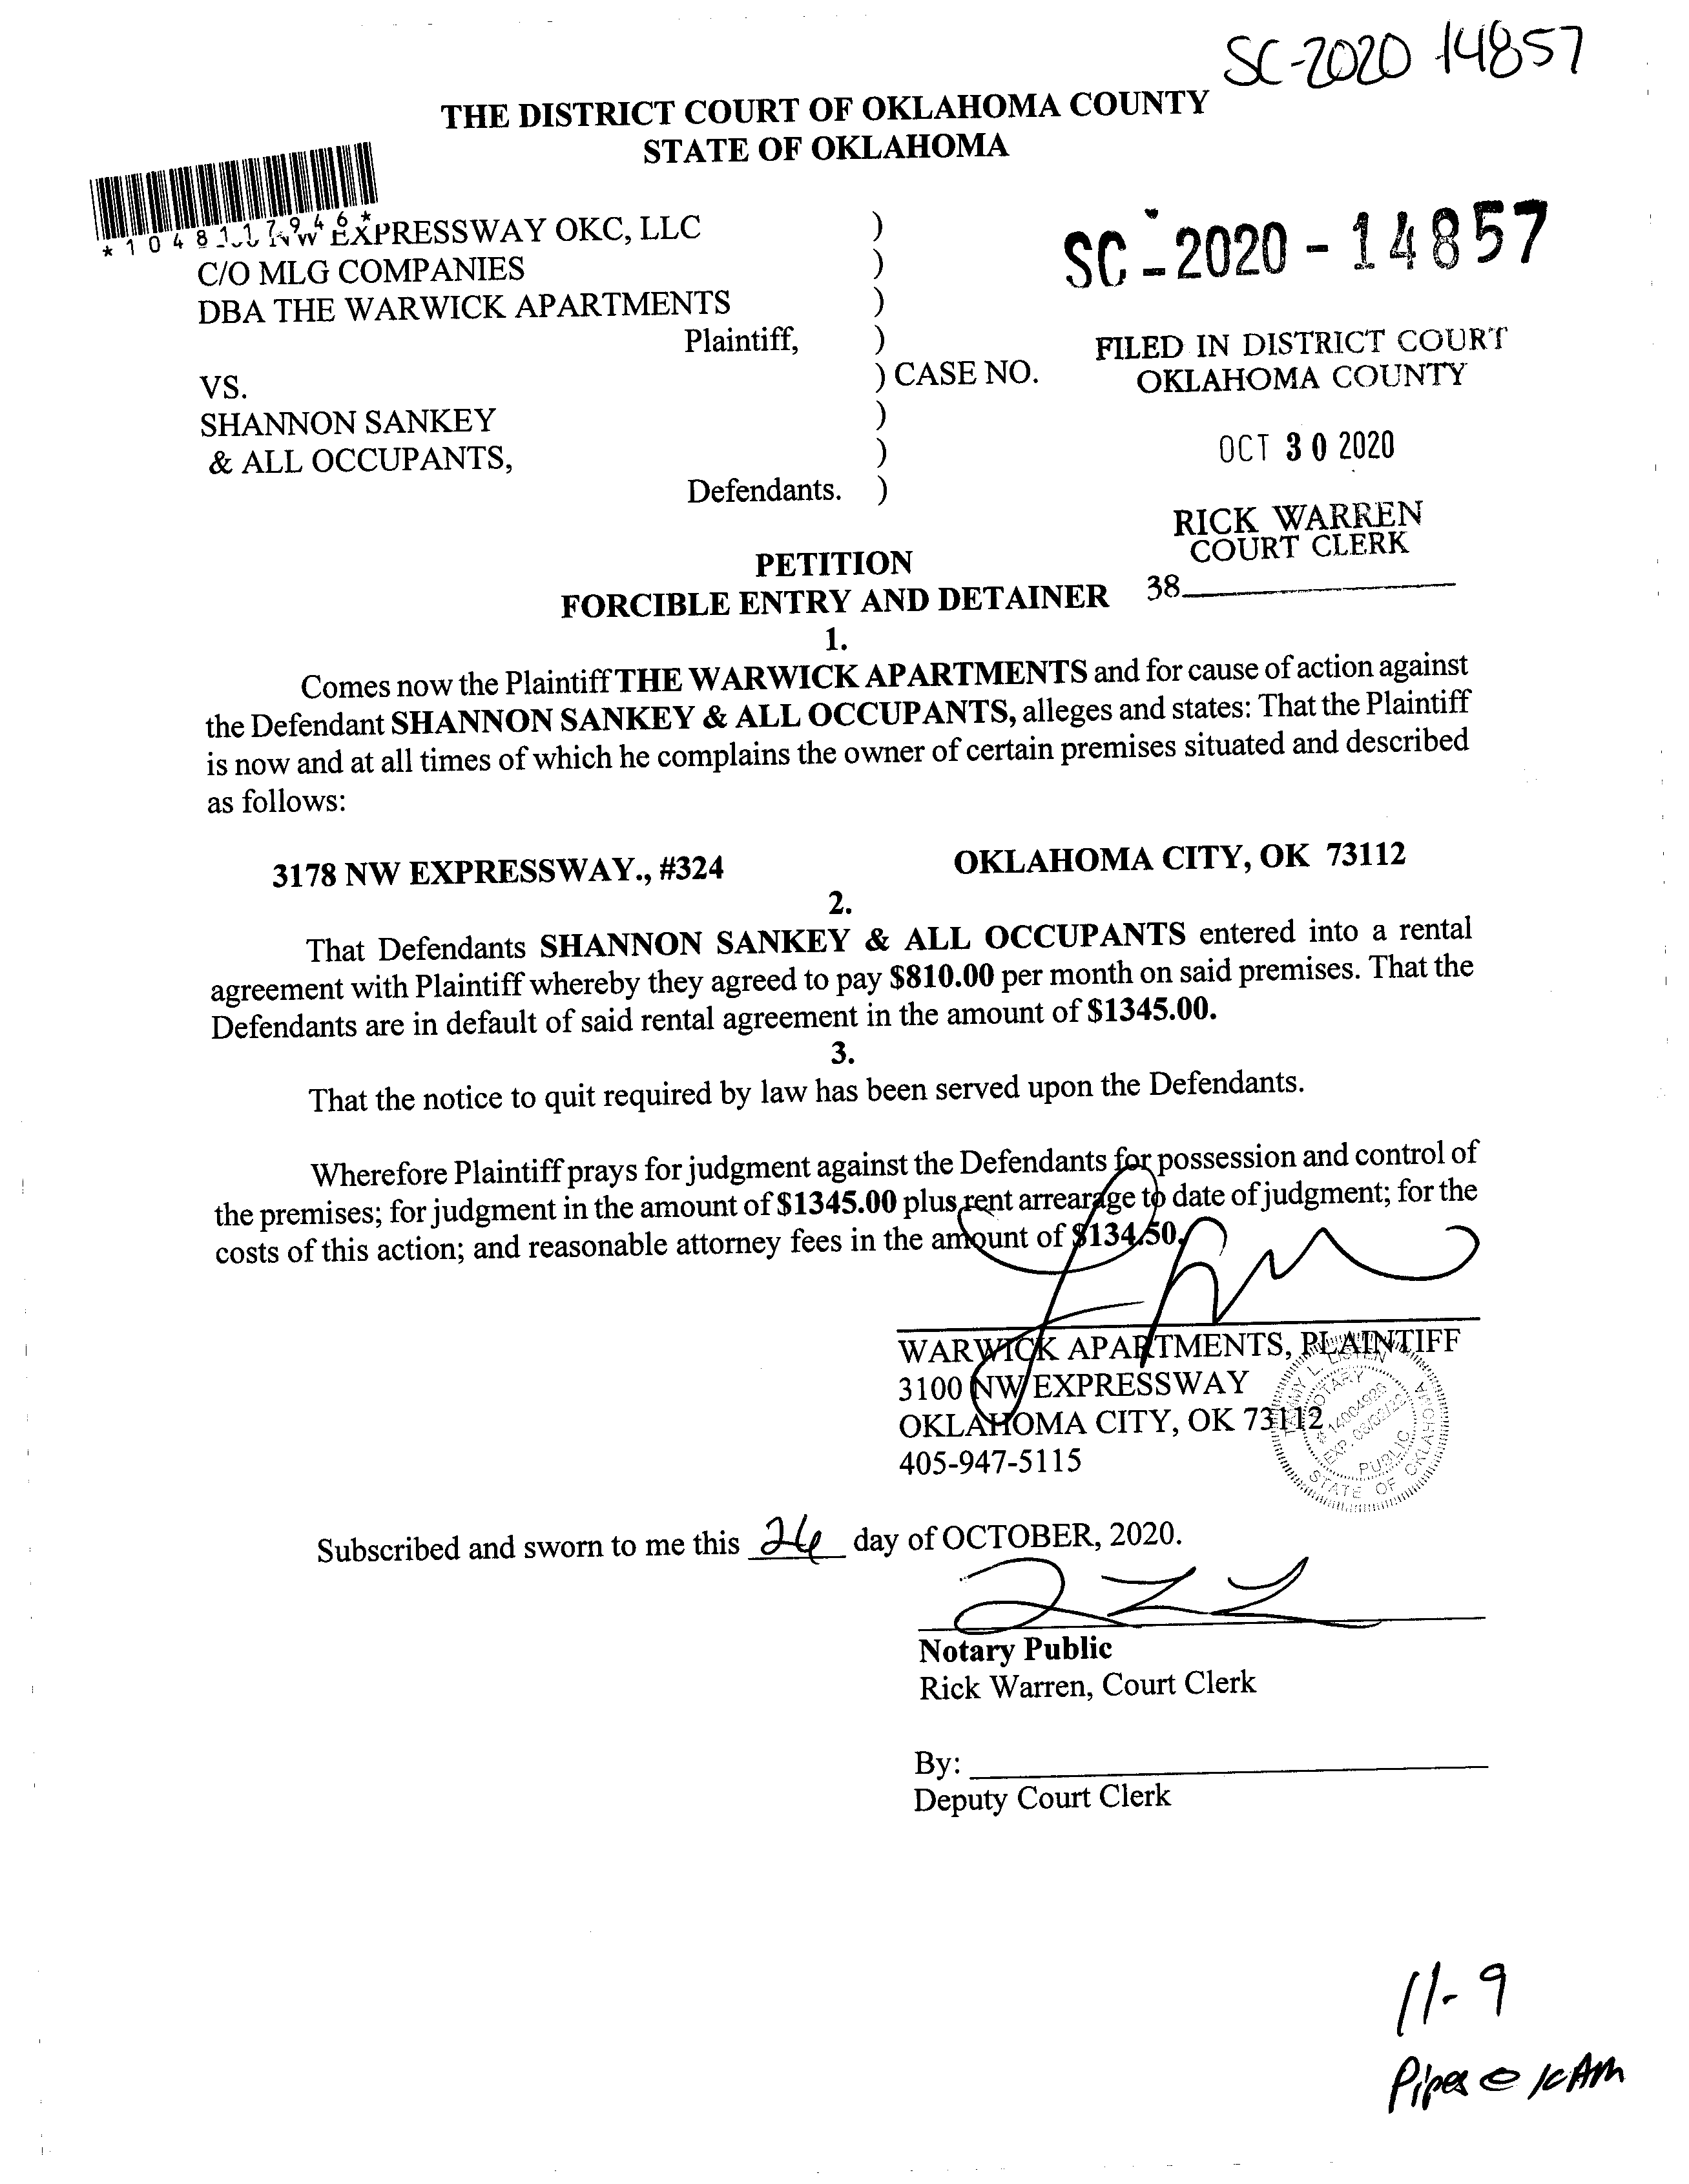 SC-2020 14857
THE DISTRICT COURT OF OKLAHOMA COUNTY
STATE OF OKLAHOMA
*1048117946*
NW EXPRESSWAY OKC, LLC )
C/O MLG COMPANIES )
DBA THE WARWICK APARTMENTS )
Plaintiff, )
VS. ) CASE NO.
SHANNON SANKEY )
& ALL OCCUPANTS, )
Defendants. )
SC-2020-14857
FILED IN DISTRICT COURT
OKLAHOMA COUNTY
OCT 30 2020
RICK WARREN
COURT CLERK
38
PETITION
FORCIBLE ENTRY AND DETAINER
1.
Comes now the Plaintiff THE WARWICK APARTMENTS and for cause of action against
the Defendant SHANNON SANKEY & ALL OCCUPANTS, alleges and states: That the Plaintiff
is now and at all times of which he complains the owner of certain premises situated and described
as follows:
3178 NW EXPRESSWAY., #324 OKLAHOMA CITY, OK 73112
2.
That Defendants SHANNON SANKEY & ALL OCCUPANTS entered into a rental
agreement with Plaintiff whereby they agreed to pay $810.00 per month on said premises. That the
Defendants are in default of said rental agreement in the amount of $1345.00.
3.
That the notice to quit required by law has been served upon the Defendants.
Wherefore Plaintiff prays for judgment against the Defendants for possession and control of
the premises; for judgment in the amount of $1345.00 plus rent arrearage to date of judgment; for the
costs of this action; and reasonable attorney fees in the amount of $134.50.
WARWICK APARTMENTS, PLAINTIFF
3100 NW EXPRESSWAY
OKLAHOMA CITY, OK 73112
405-947-5115
TAMMY L. LISTEN
NOTARY
# 14004926
PUBLIC
STATE OF OKLAHOMA
Subscribed and sworn to me this 26 day of OCTOBER, 2020.
Notary Public
Rick Warren, Court Clerk
By:
Deputy Court Clerk
11-9
Pipes @ 10 AM